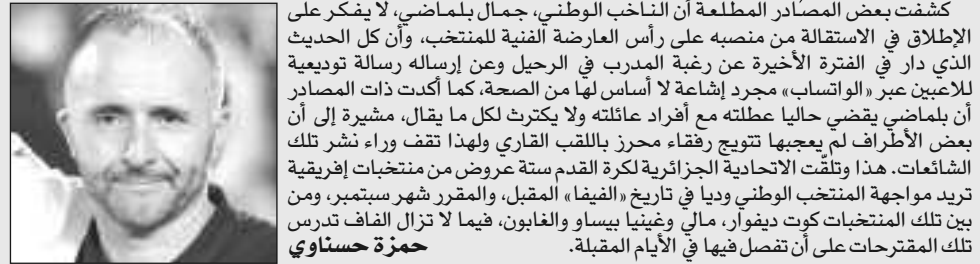 كشفت بعض المصادر المطلعة أن الناخب الوطني، جمال بلماضي، لا يفكر على
الإطلاق في الاستقالة من منصبه على رأس العارضة الفنية للمنتخب، وأن كل الحديث
الذي دار في الفترة الأخيرة عن رغبة المدرب في الرحيل وعن إرساله رسالة توديعية
للاعبين عبر «الواتساب» مجرد إشاعة لا أساس لها من الصحة، كما أكدت ذات المصادر
أن بلماضي يقضي حاليا عطلته مع أفراد عائلته ولا يكترث لكل ما يقال، مشيرة إلى أن
بعض الأطراف لم يعجبها تتويج رفقاء محرز باللقب القاري ولهذا تقف وراء نشر تلك
الشائعات. هذا وتلقّت الاتحادية الجزائرية لكرة القدم ستة عروض من منتخبات إفريقية
تريد مواجهة المنتخب الوطني وديا في تاريخ «الفيفا» المقبل، والمقرر شهر سبتمبر، ومن
بين تلك المنتخبات كوت ديفوار، مالي وغينيا بيساو والغابون، فيما لا تزال الفاف تدرس
تلك المقترحات على أن تفصل فيها في الأيام المقبلة. حمزة حسناوي